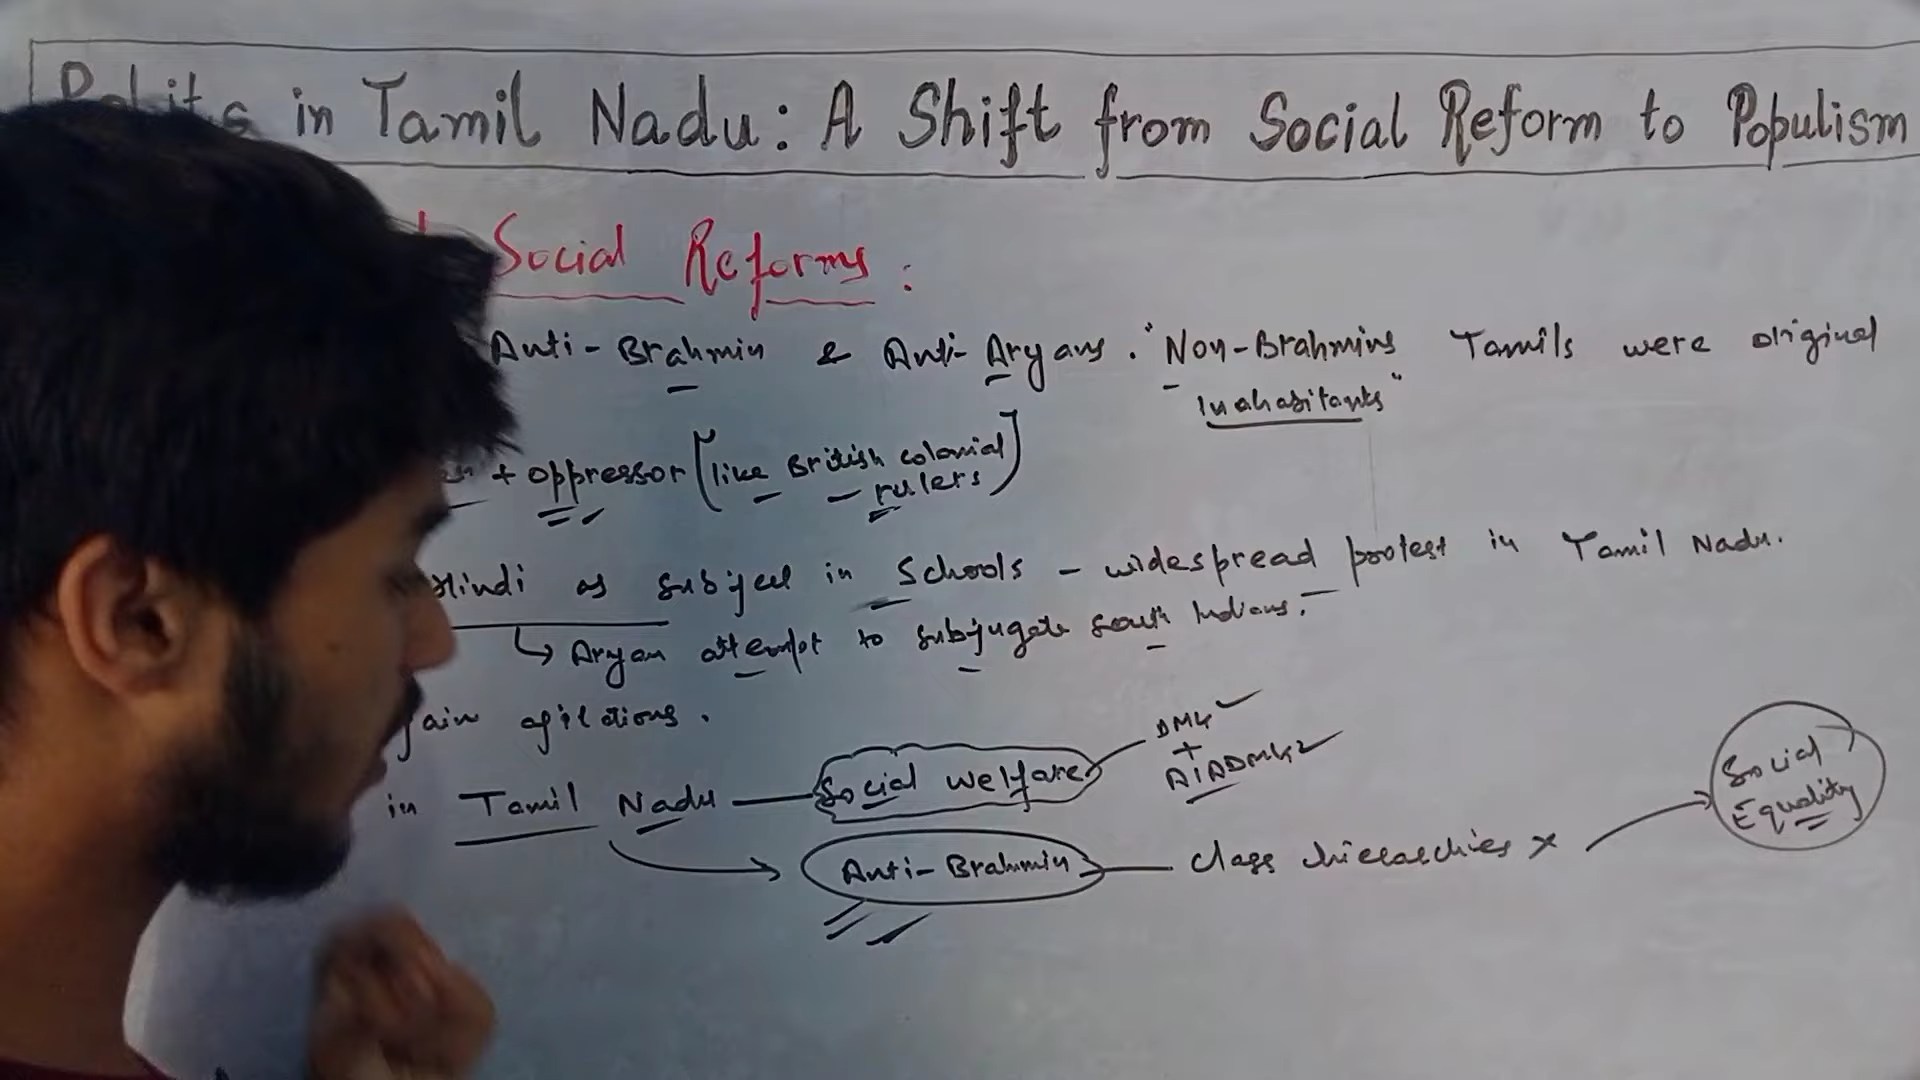 in Tamil Nadu: A Shift from Social Reform to Populism
Social Reforms:
Anti-Brahmin & Anti-Aryans. "Non-Brahmins Tamils were original
Inahabitants"
+ oppressor [like British colonial
rulers]
Hindi as subject in Schools - widespread protest in Tamil Nadu.
↳ Aryan attempt to subjugate south Indians.
agitations.
DMK
+
AIADMK
in Tamil Nadu — Social welfare
Social
Equality
Anti-Brahmin — class hierarchies ×